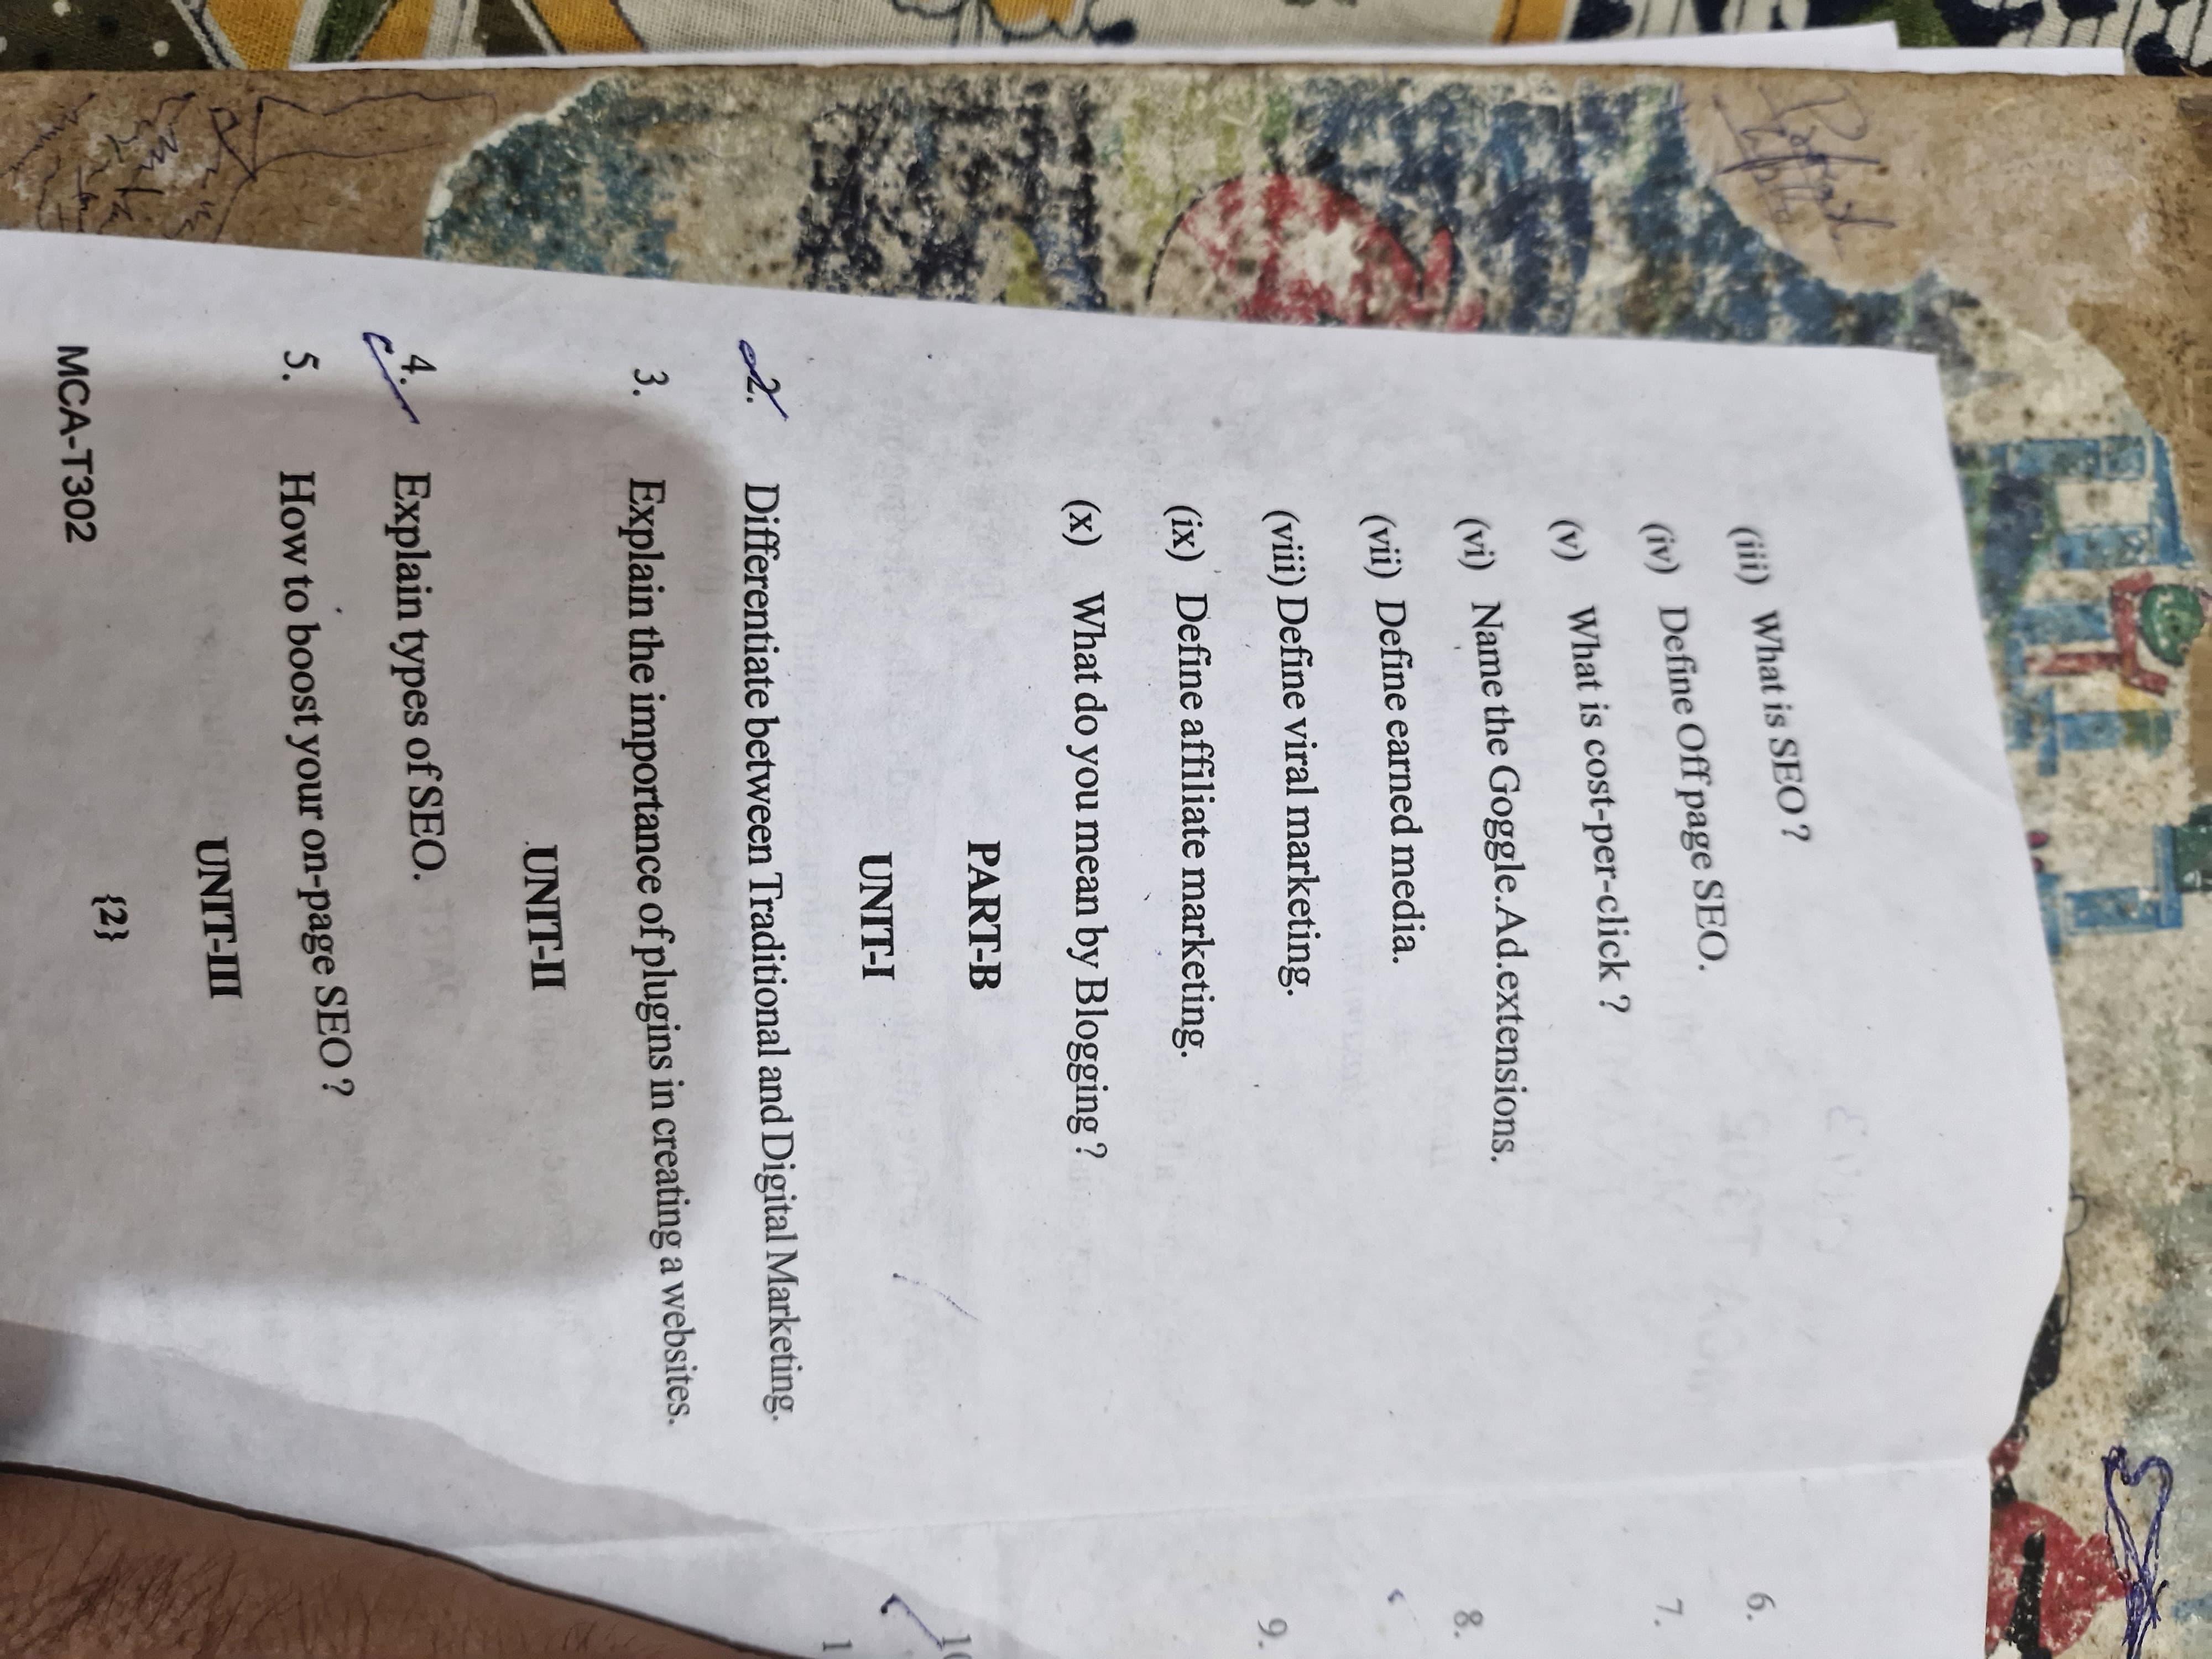 (iii) What is SEO ?
(iv) Define Off page SEO.
(v) What is cost-per-click ?
(vi) Name the Goggle.Ad.extensions.
(vii) Define earned media.
(viii) Define viral marketing.
(ix) Define affiliate marketing.
(x) What do you mean by Blogging ?
PART-B
UNIT-I
2. Differentiate between Traditional and Digital Marketing.
3. Explain the importance of plugins in creating a websites.
UNIT-II
4. Explain types of SEO.
5. How to boost your on-page SEO ?
UNIT-III
{2}
MCA-T302
6.
7.
8.
9.